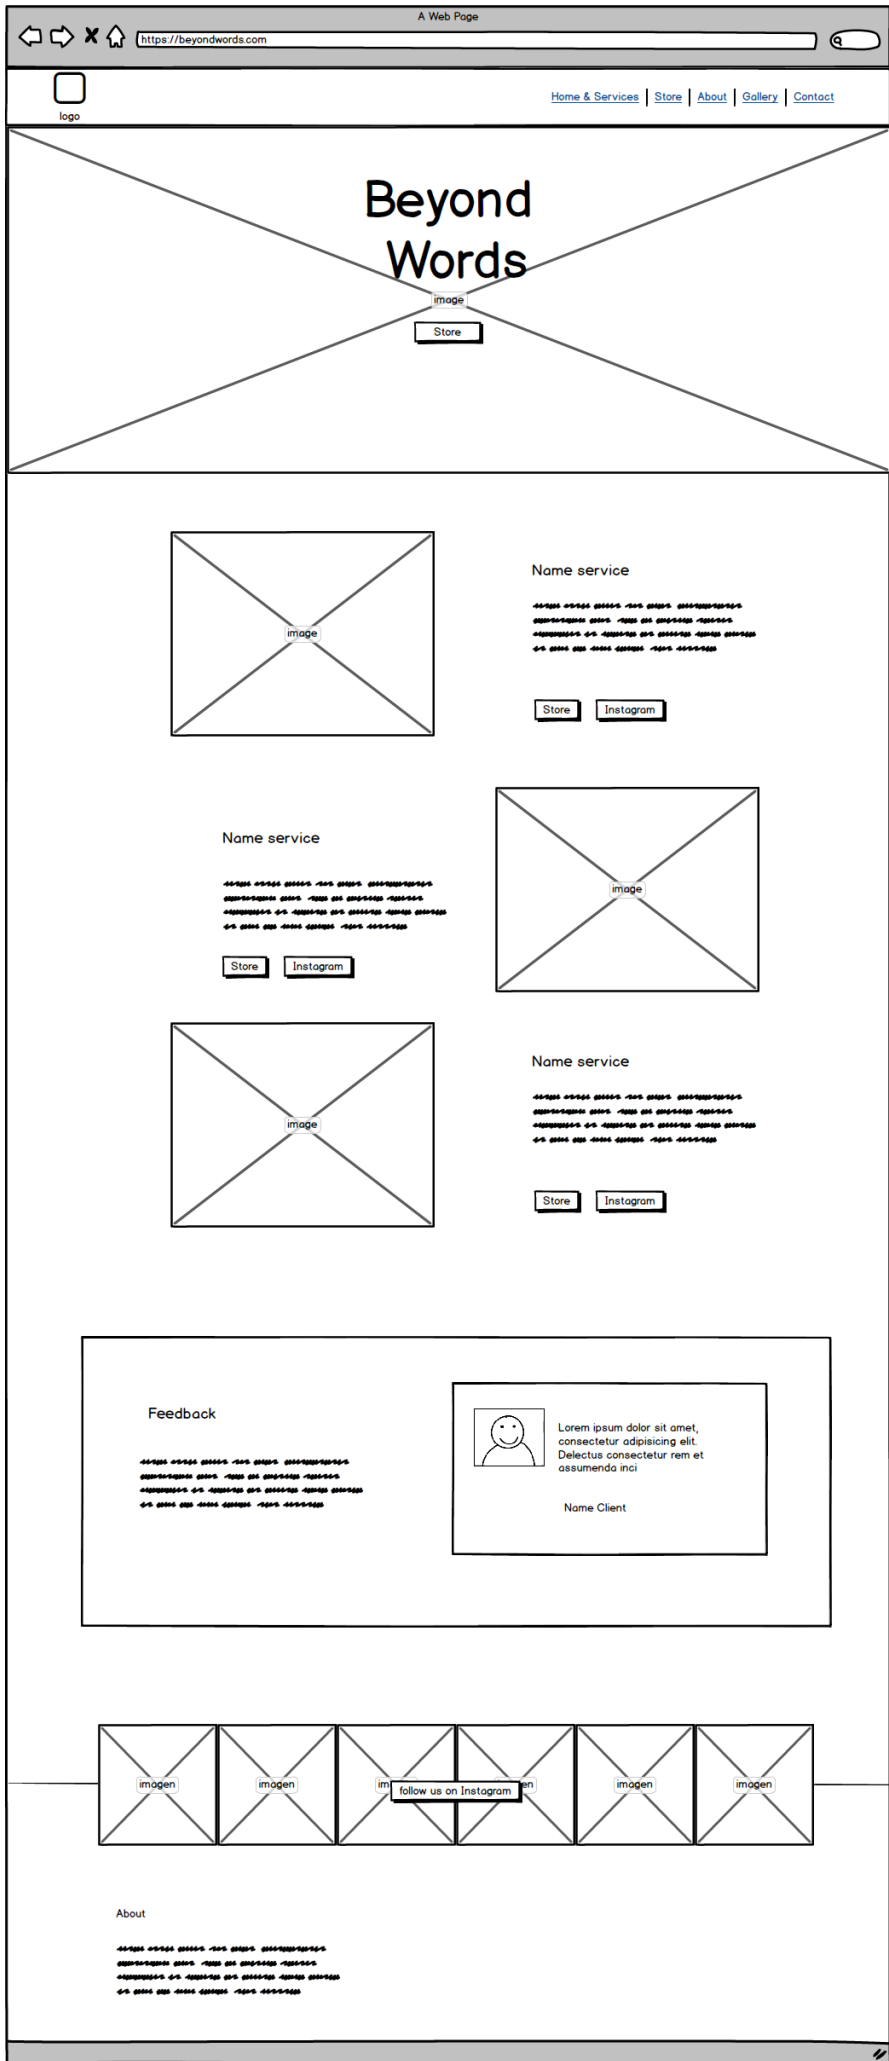 A Web Page
https://beyondwords.com
logo
Home & Services | Store | About | Gallery | Contact
Beyond
Words
image
Store
image
Name service
Store Instagram
Name service
image
Store Instagram
image
Name service
Store Instagram
Feedback
Lorem ipsum dolor sit amet,
consectetur adipisicing elit.
Delectus consectetur rem et
assumenda inci
Name Client
imagen imagen imagen imagen
follow us on Instagram
About